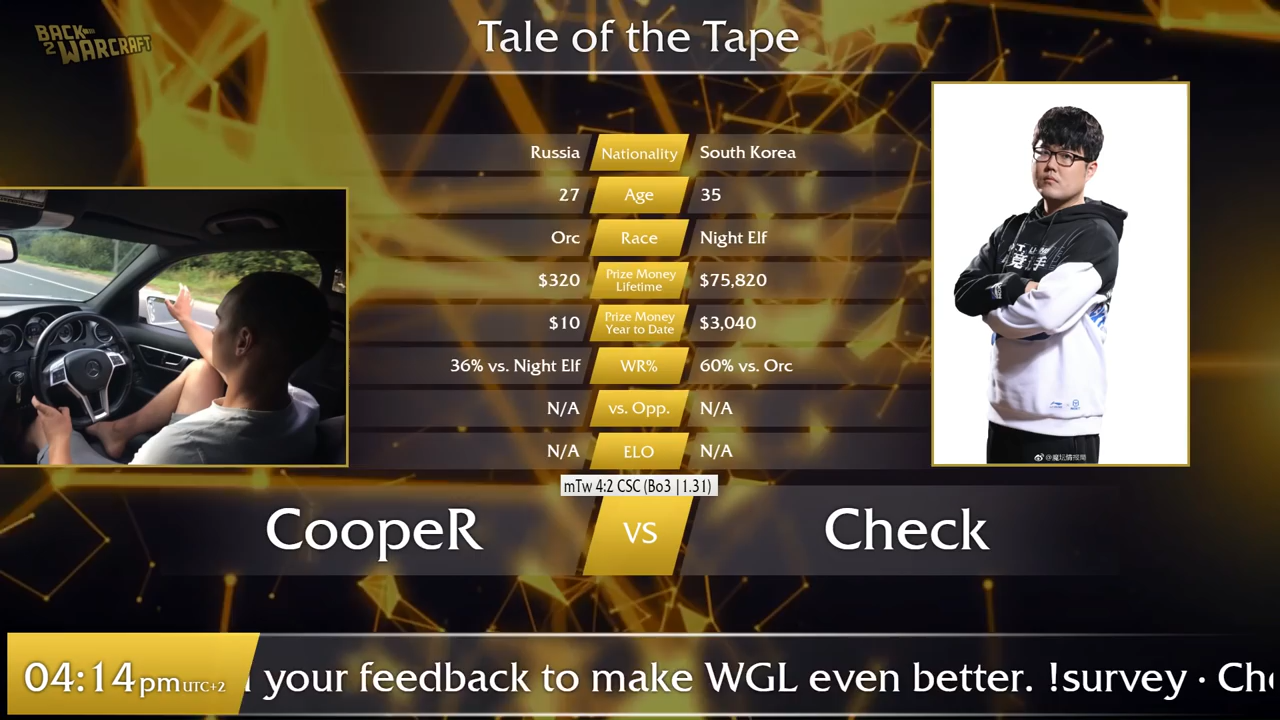 BACK
2 WARCRAFT
Tale of the Tape
Russia Nationality South Korea
27 Age 35
Orc Race Night Elf
$320 Prize Money Lifetime $75,820
$10 Prize Money Year to Date $3,040
36% vs. Night Elf WR% 60% vs. Orc
N/A vs. Opp. N/A
N/A ELO N/A
mTw 4:2 CSC (Bo3 | 1.31)
CoopeR VS Check
04:14pm UTC+2 your feedback to make WGL even better. !survey ·